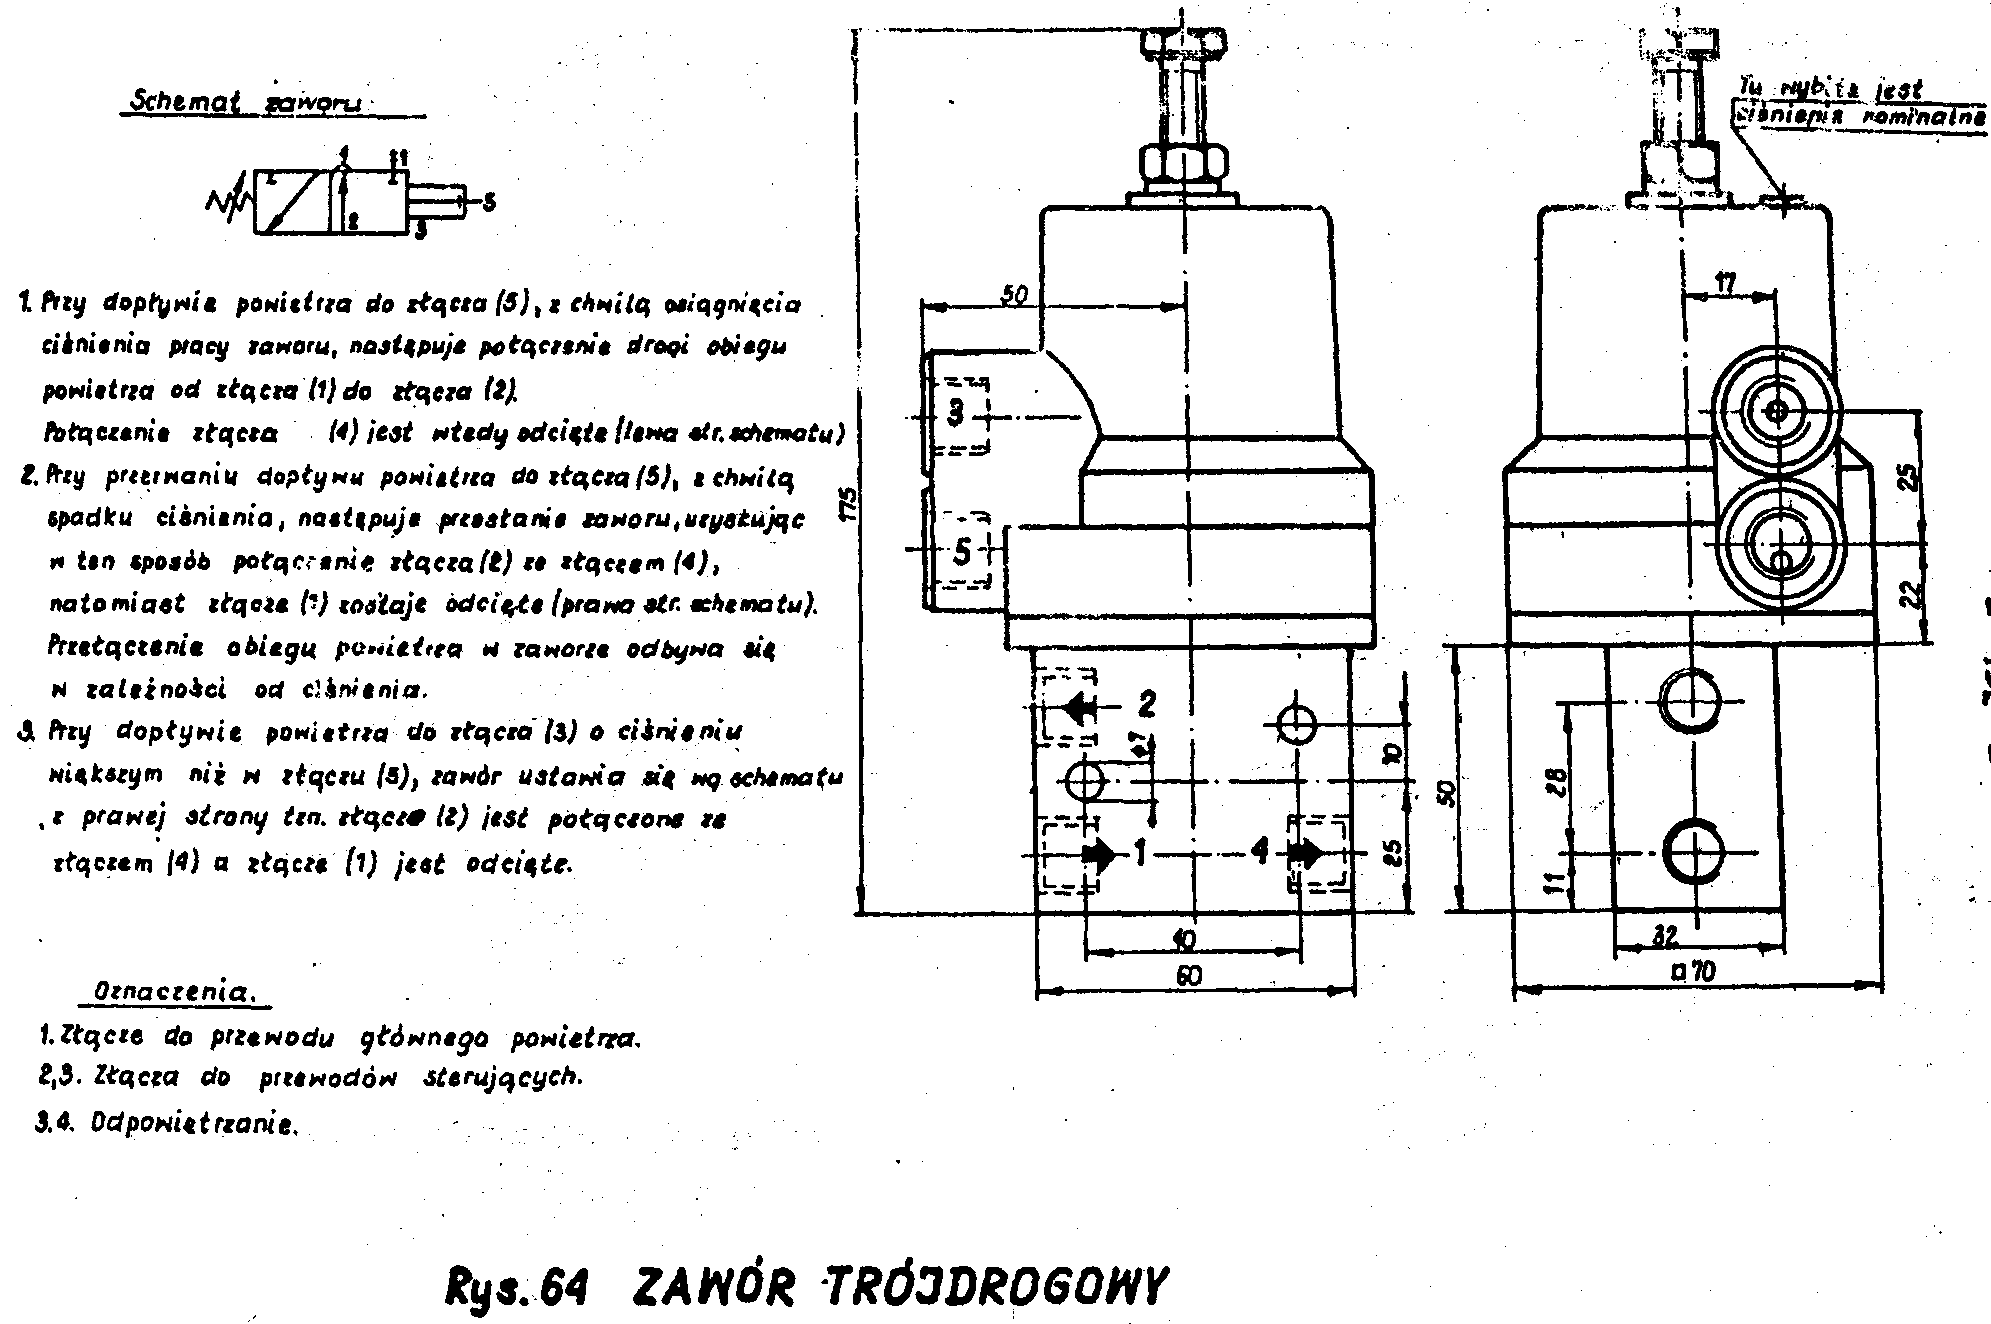 Schemat zaworu
1 11
2 3 5
1. Przy dopływie powietrza do złącza (5), z chwilą osiągnięcia
ciśnienia pracy zaworu, następuje połączenie drogi obiegu
powietrza od złącza (1) do złącza (2).
Połączenie złącza (4) jest wtedy odcięte (lewa str. schematu)
2. Przy przerwaniu dopływu powietrza do złącza (5), z chwilą
spadku ciśnienia, następuje przestanie zaworu, uzyskując
w ten sposób połączenie złącza (2) ze złączem (4),
natomiast złącze (1) zostaje odcięte (prawa str. schematu).
Przełączenie obiegu powietrza w zaworze odbywa się
w zależności od ciśnienia.
3. Przy dopływie powietrza do złącza (3) o ciśnieniu
większym niż w złączu (5), zawór ustawia się wg schematu
z prawej strony tzn. złącze (2) jest połączone ze
złączem (4) a złącze (1) jest odcięte.
Oznaczenia.
1. Złącze do przewodu głównego powietrza.
2,3. Złącza do przewodów sterujących.
3.4. Odpowietrzanie.
175
50
3
5
2
ϕ7
1
4
10
25
40
60
Tu wybite jest
ciśnienie nominalne
17
25
22
50
28
11
32
□70
Rys. 64 ZAWÓR TRÓJDROGOWY